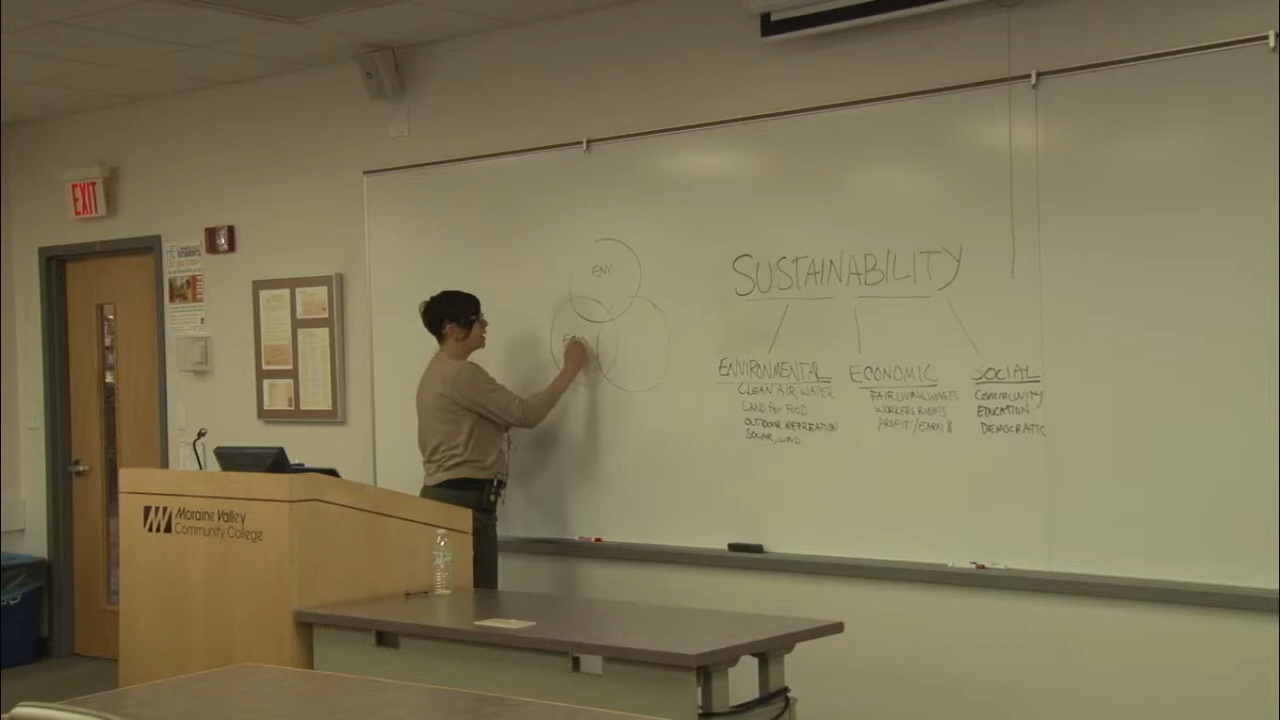 EXIT
Moraine Valley
Community College
ENV
SUSTAINABILITY
ENVIRONMENTAL
CLEAN AIR, WATER
LAND for FOOD
OUTDOOR RECREATION
SOLAR, WIND
ECONOMIC
FAIR LIVING WAGES
WORKERS RIGHTS
PROFIT/EARN $
SOCIAL
COMMUNITY
EDUCATION
DEMOCRATIC